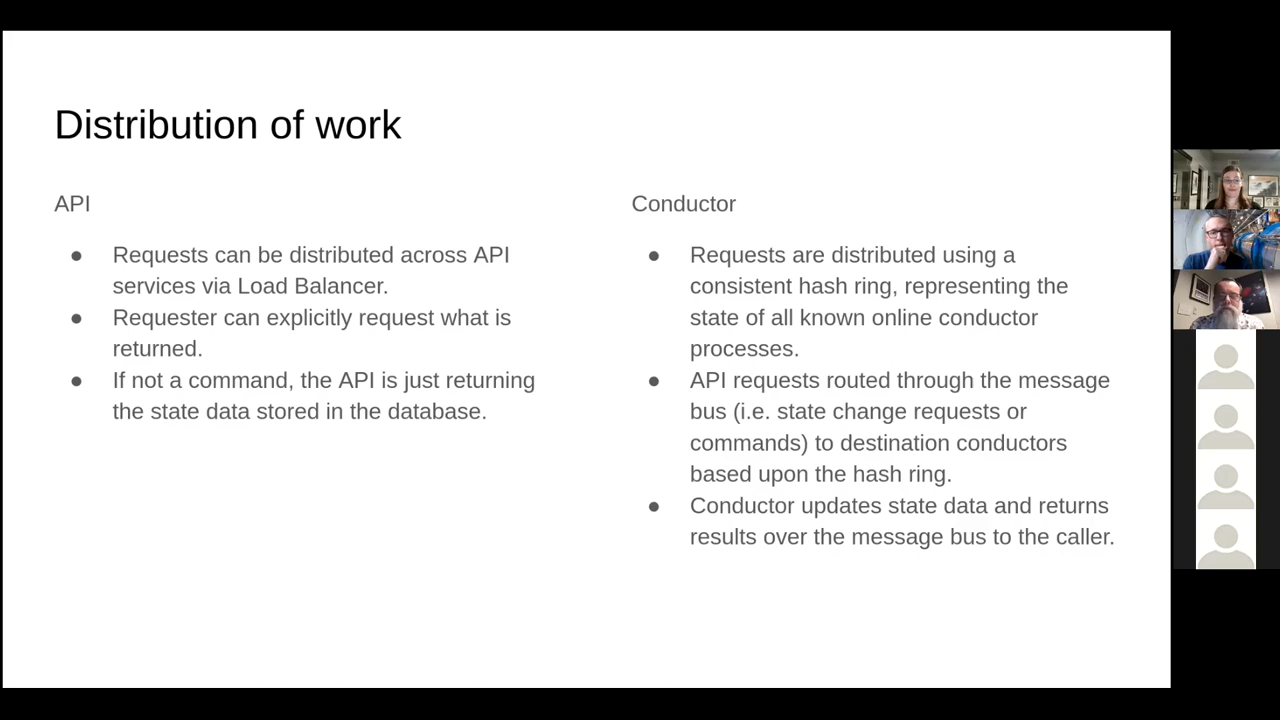 Distribution of work
API
● Requests can be distributed across API
services via Load Balancer.
● Requester can explicitly request what is
returned.
● If not a command, the API is just returning
the state data stored in the database.
Conductor
● Requests are distributed using a
consistent hash ring, representing the
state of all known online conductor
processes.
● API requests routed through the message
bus (i.e. state change requests or
commands) to destination conductors
based upon the hash ring.
● Conductor updates state data and returns
results over the message bus to the caller.